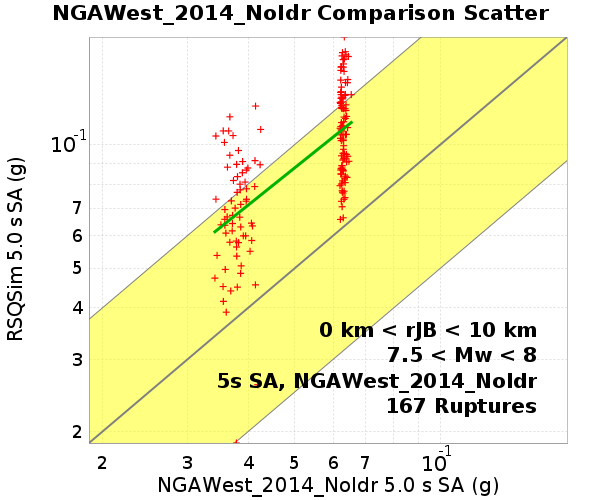 NGAWest_2014_NoIdr Comparison Scatter
RSQSim 5.0 s SA (g)
10-1
7
6
5
4
3
2
0 km < rJB < 10 km
7.5 < Mw < 8
5s SA, NGAWest_2014_NoIdr
167 Ruptures
2 3 4 5 6 7 10-1
NGAWest_2014_NoIdr 5.0 s SA (g)